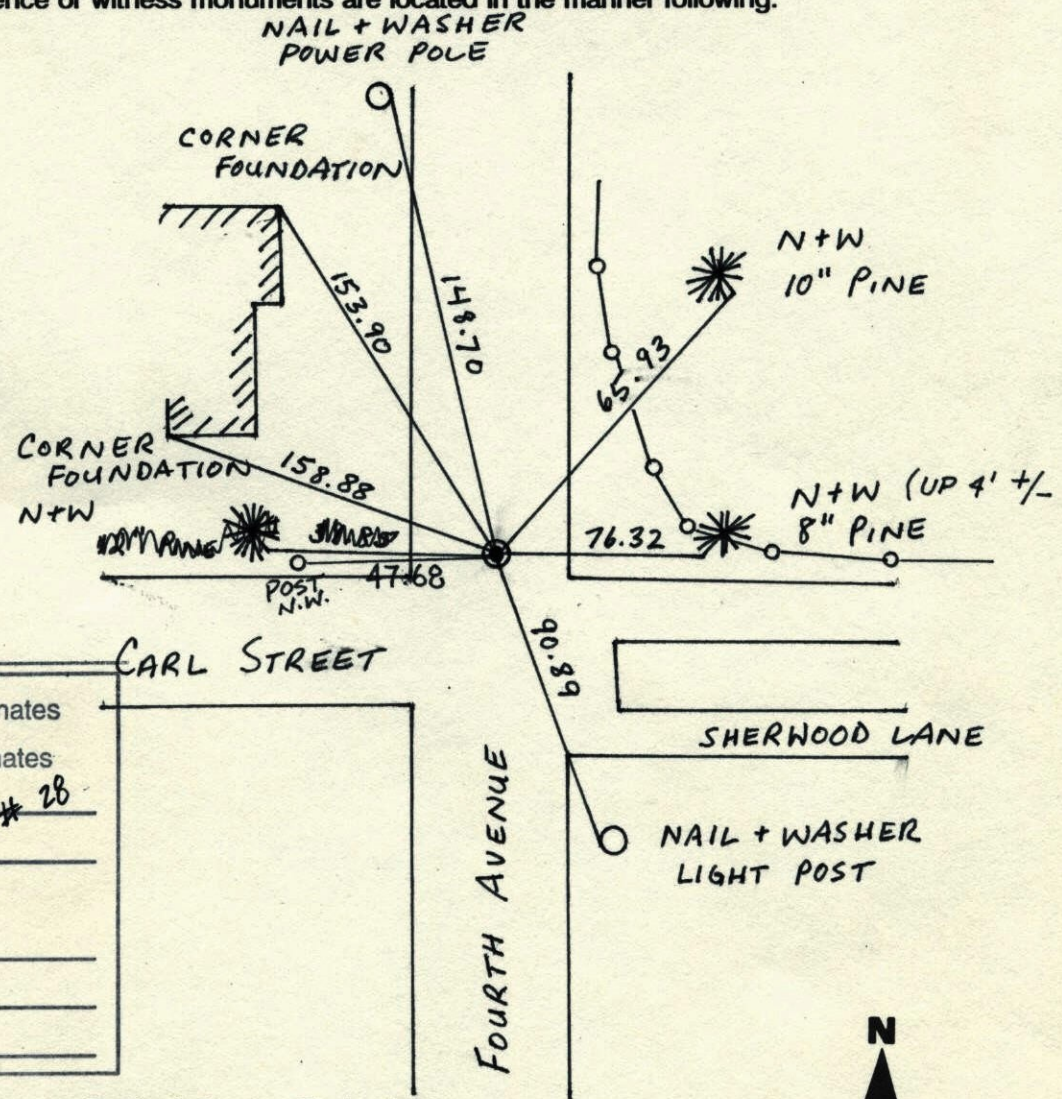 ence or witness monuments are located in the manner following:
NAIL + WASHER
POWER POLE
CORNER
FOUNDATION
N+W
10" PINE
153.90
148.70
65.93
CORNER
FOUNDATION
158.88
N+W
N+W (UP 4' +/-
8" PINE
76.32
47.68
POST
N.W.
90.89
CARL STREET
nates
ates
# 28
SHERWOOD LANE
FOURTH AVENUE
NAIL + WASHER
LIGHT POST
N